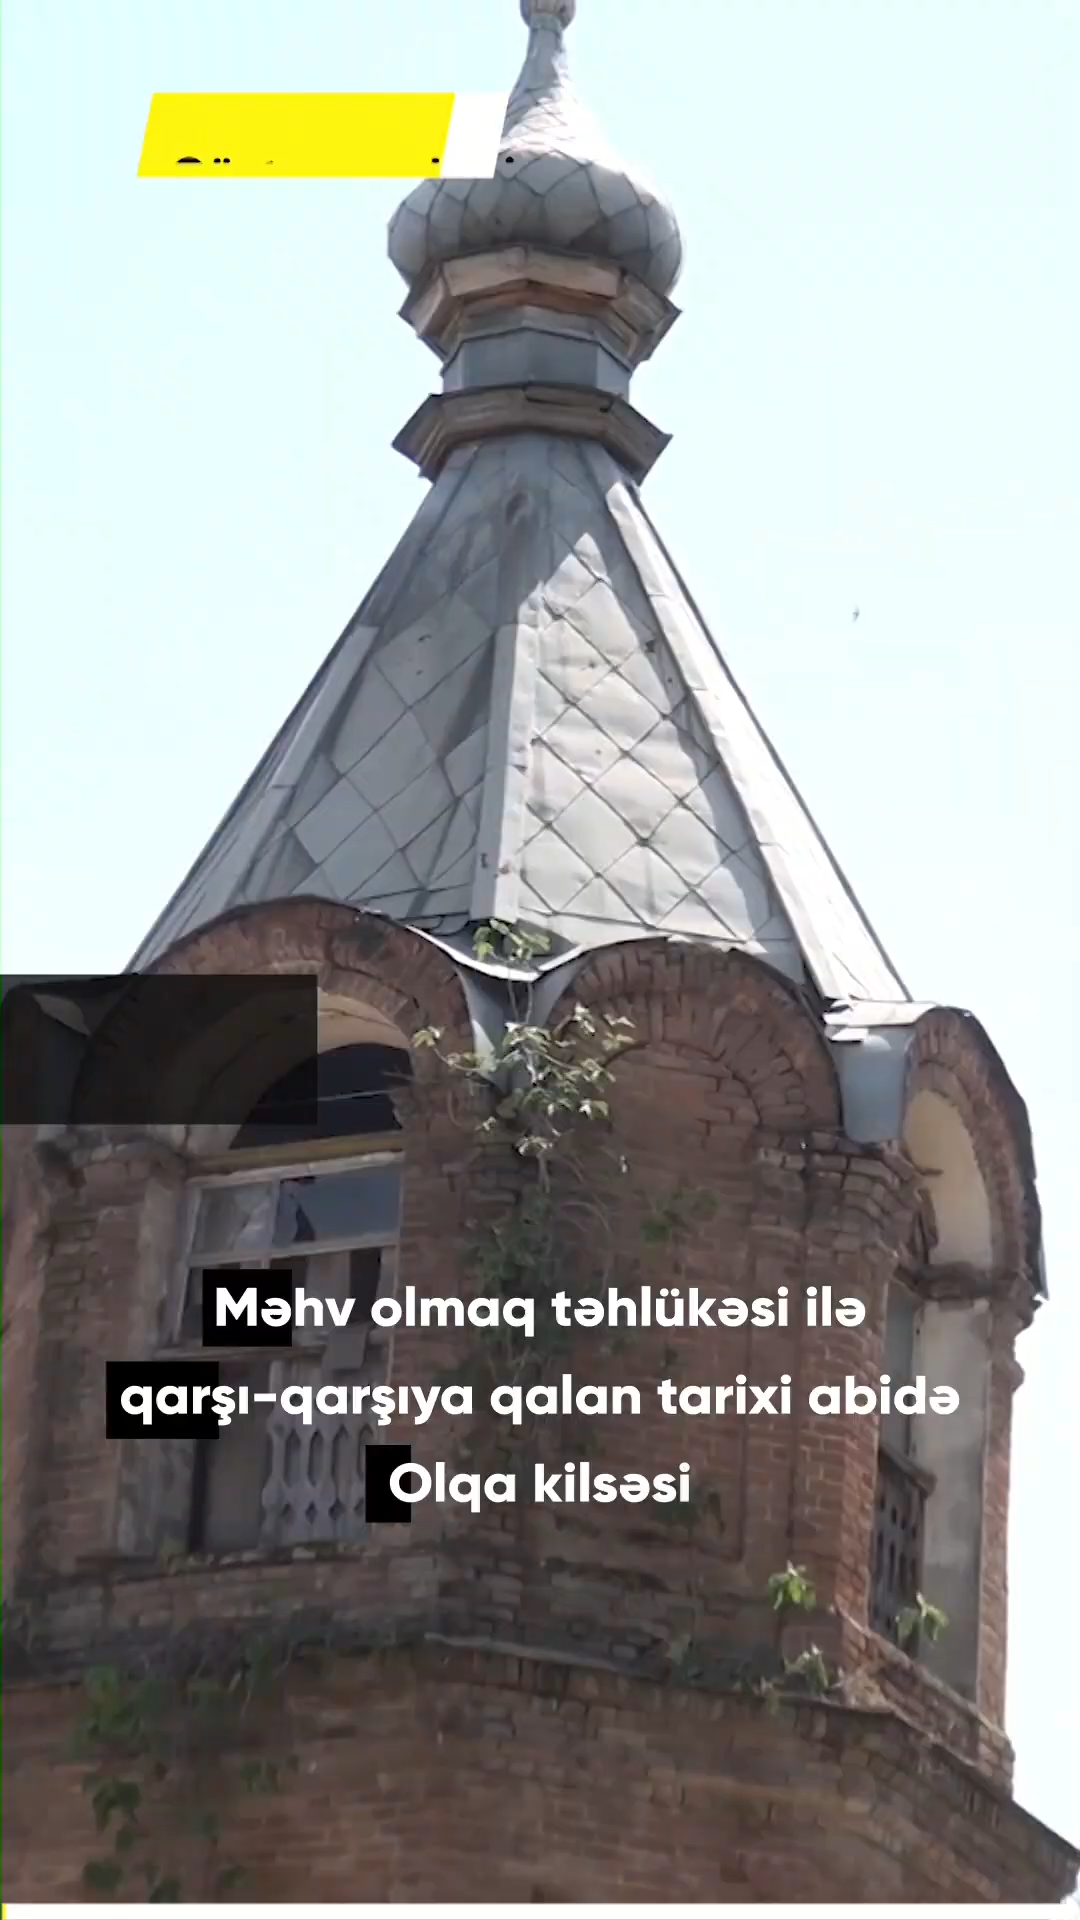 Məhv olmaq təhlükəsi ilə
qarşı-qarşıya qalan tarixi abidə
Olqa kilsəsi